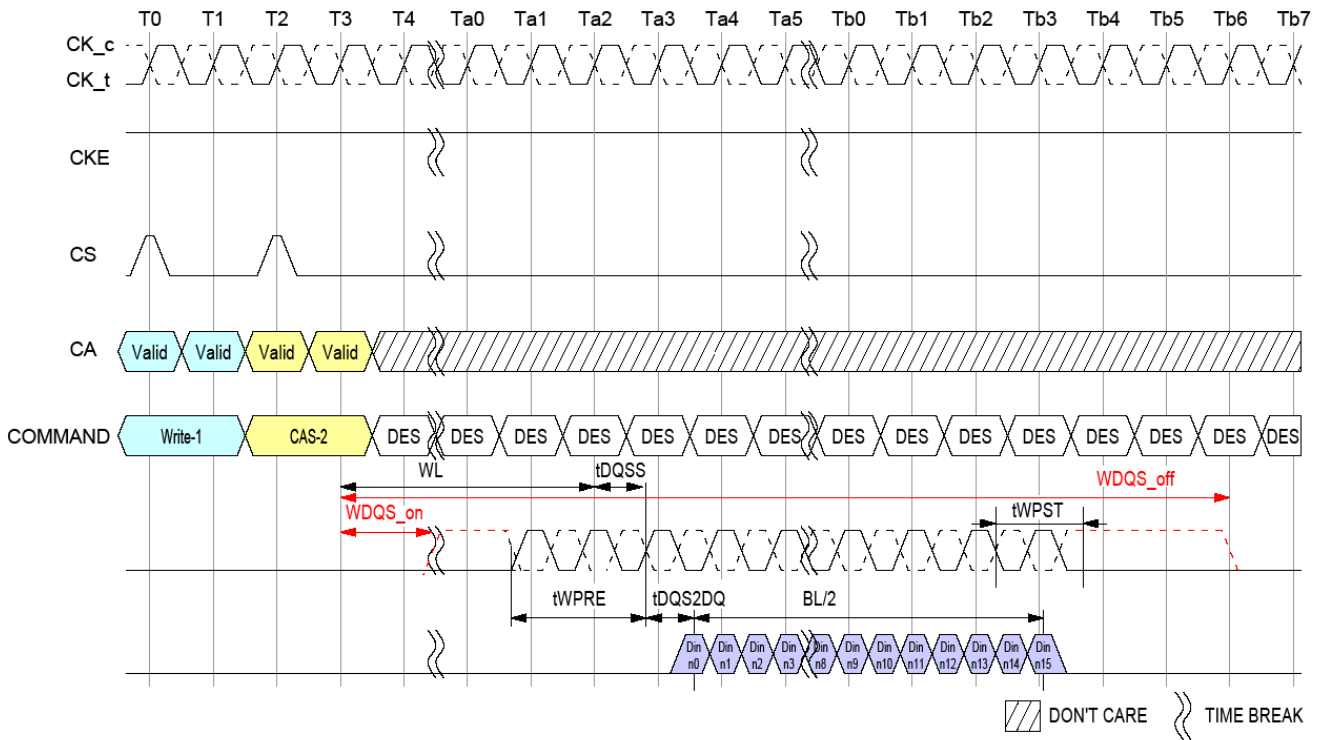 T0 T1 T2 T3 T4 Ta0 Ta1 Ta2 Ta3 Ta4 Ta5 Tb0 Tb1 Tb2 Tb3 Tb4 Tb5 Tb6 Tb7
CK_c
CK_t
CKE
CS
CA Valid Valid Valid Valid
COMMAND Write-1 CAS-2 DES DES DES DES DES DES DES DES DES DES DES DES DES DES DES
WL tDQSS
WDQS_off
WDQS_on
tWPST
tWPRE tDQS2DQ BL/2
Din n0 Din n1 Din n2 Din n3 Din n8 Din n9 Din n10 Din n11 Din n12 Din n13 Din n14 Din n15
DON'T CARE TIME BREAK